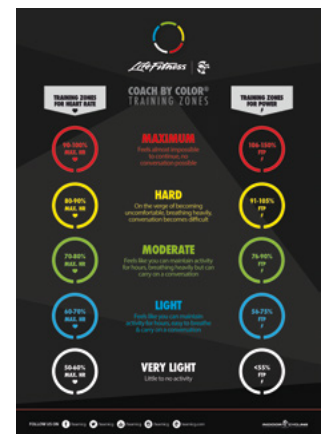 LifeFitness
TRAINING ZONES
FOR HEART RATE
COACH BY COLOR®
TRAINING ZONES
TRAINING ZONES
FOR POWER
90-100%
MAX. HR
MAXIMUM
Feels almost impossible
to continue, no
conversation possible
106-150%
FTP
80-90%
MAX. HR
HARD
On the verge of becoming
uncomfortable, breathing heavily,
conversation becomes difficult
91-105%
FTP
70-80%
MAX. HR
MODERATE
Feels like you can maintain activity
for hours, breathing heavily but can
carry on a conversation
76-90%
FTP
60-70%
MAX. HR
LIGHT
Feels like you can maintain
activity for hours, easy to breathe
& carry on a conversation
56-75%
FTP
50-60%
MAX. HR
VERY LIGHT
Little to no activity
<55%
FTP
FOLLOW US ON